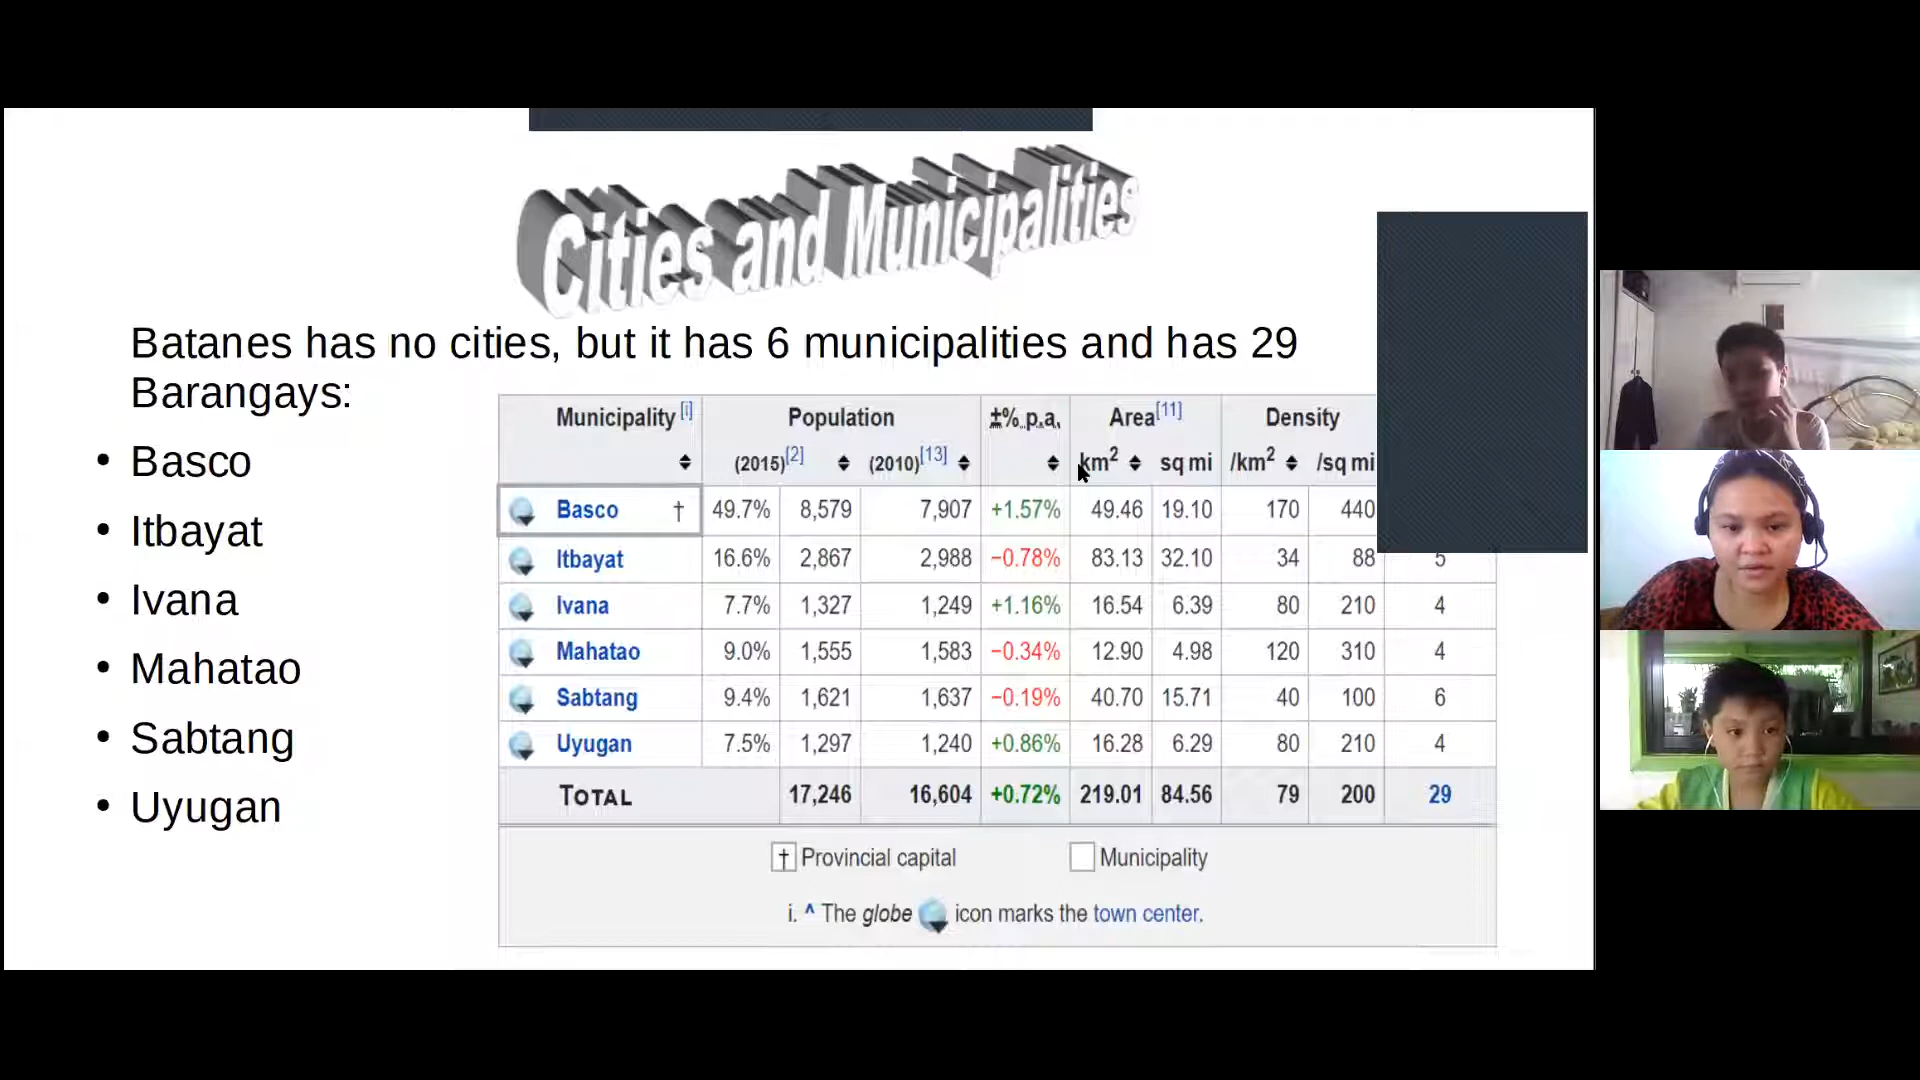 Cities and Municipalities
Batanes has no cities, but it has 6 municipalities and has 29
Barangays:
• Basco
• Itbayat
• Ivana
• Mahatao
• Sabtang
• Uyugan
Municipality [i] Population ±% p.a. Area[11] Density
(2015)[2] (2010)[13] km2 sq mi /km2 /sq mi
Basco † 49.7% 8,579 7,907 +1.57% 49.46 19.10 170 440
Itbayat 16.6% 2,867 2,988 −0.78% 83.13 32.10 34 88 5
Ivana 7.7% 1,327 1,249 +1.16% 16.54 6.39 80 210 4
Mahatao 9.0% 1,555 1,583 −0.34% 12.90 4.98 120 310 4
Sabtang 9.4% 1,621 1,637 −0.19% 40.70 15.71 40 100 6
Uyugan 7.5% 1,297 1,240 +0.86% 16.28 6.29 80 210 4
Total 17,246 16,604 +0.72% 219.01 84.56 79 200 29
† Provincial capital Municipality
i. ^ The globe icon marks the town center.